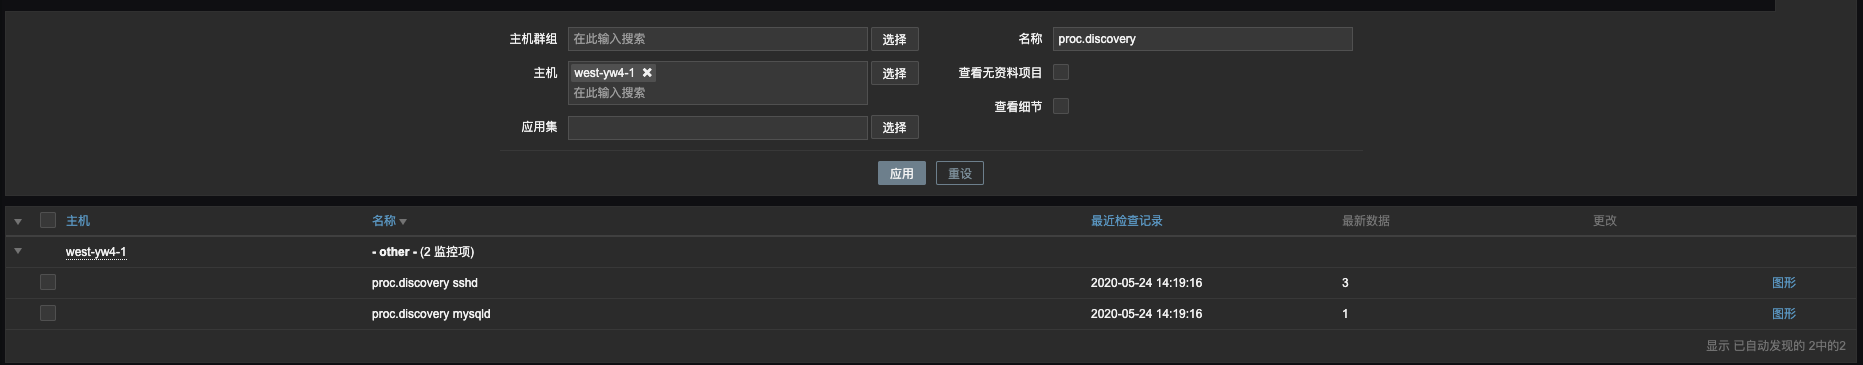 主机群组 在此输入搜索 选择 名称 proc.discovery
主机 west-yw4-1 ✖ 选择 查看无资料项目
在此输入搜索
查看细节
应用集 选择
应用 重设
主机 名称 最近检查记录 最新数据 更改
west-yw4-1 - other - (2 监控项)
proc.discovery sshd 2020-05-24 14:19:16 3 图形
proc.discovery mysqld 2020-05-24 14:19:16 1 图形
显示 已自动发现的 2中的2